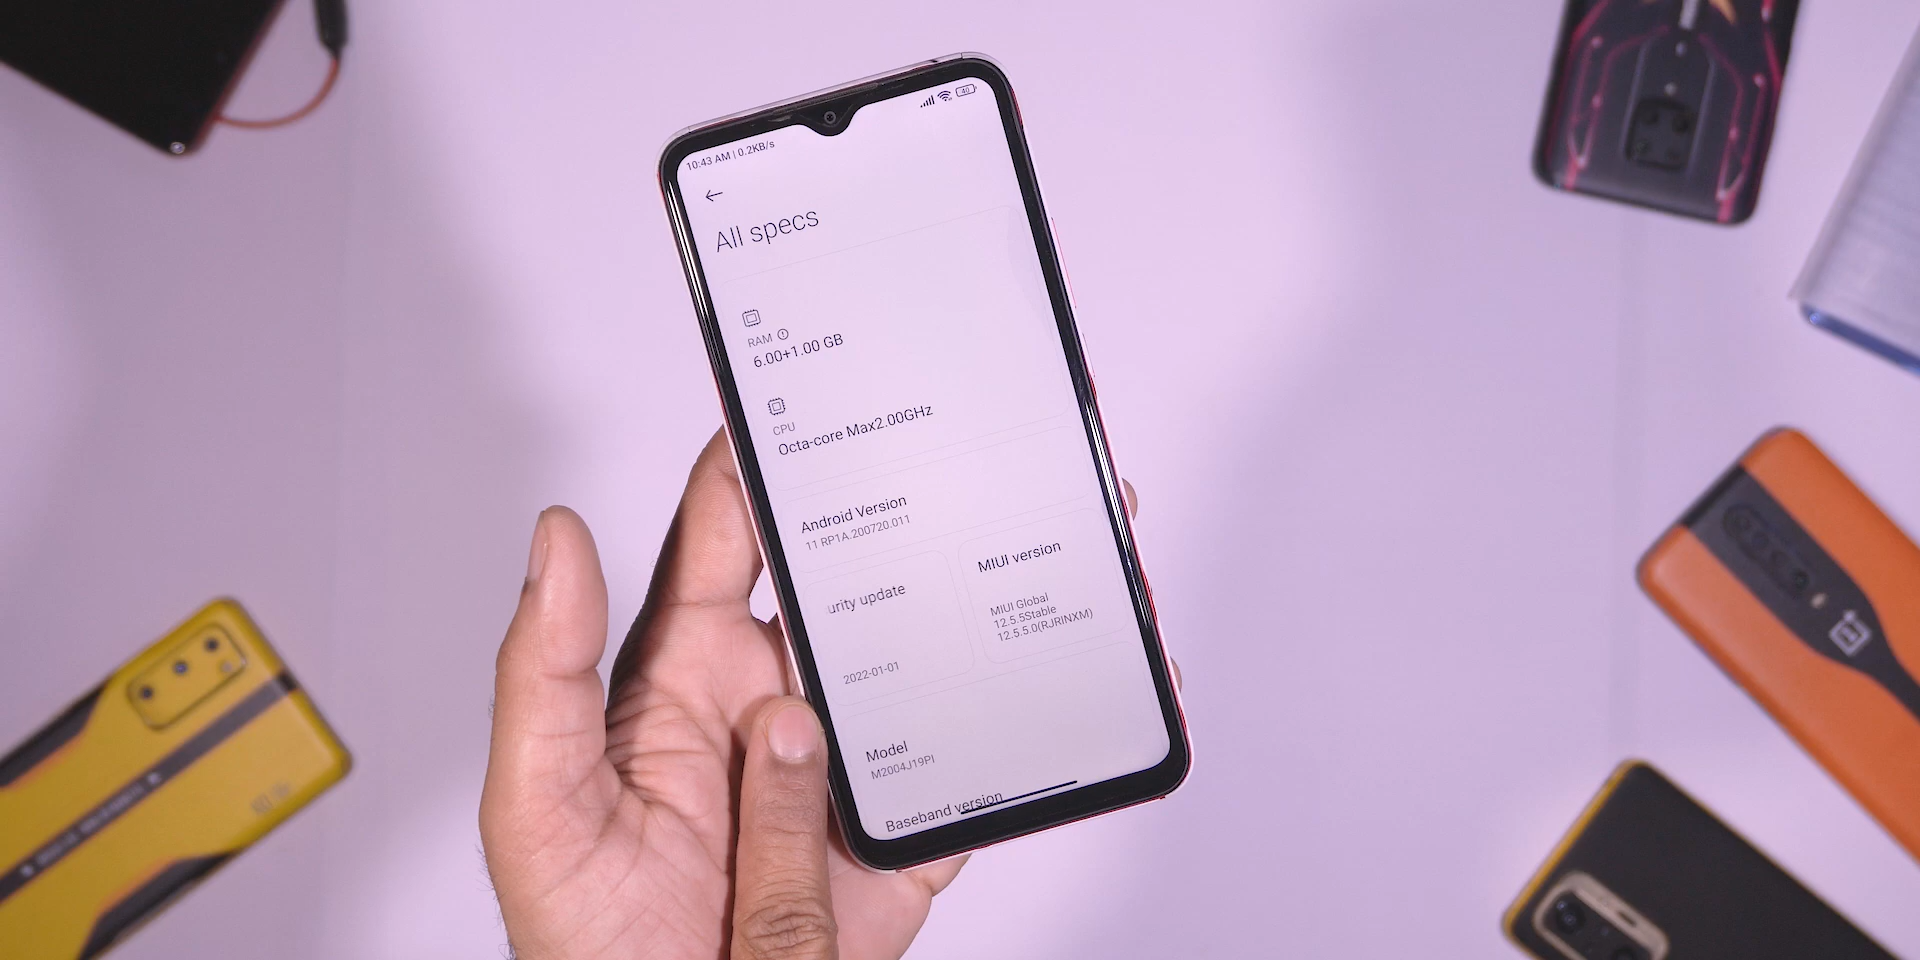 10:43 AM | 0.2KB/s
40
All specs
RAM
6.00+1.00 GB
CPU
Octa-core Max2.00GHz
Android Version
11 RP1A.200720.011
urity update
2022-01-01
MIUI version
MIUI Global
12.5.5Stable
12.5.5.0(RJRINXM)
Model
M2004J19PI
Baseband version